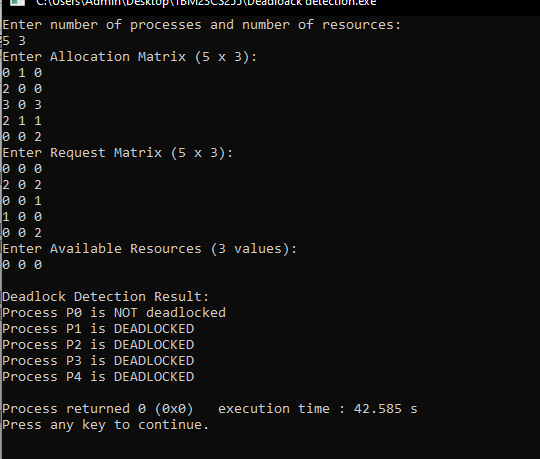 C:\Users\Admin\Desktop\1BM23CS323\Deadloack detection.exe
Enter number of processes and number of resources:
5 3
Enter Allocation Matrix (5 x 3):
0 1 0
2 0 0
3 0 3
2 1 1
0 0 2
Enter Request Matrix (5 x 3):
0 0 0
2 0 2
0 0 1
1 0 0
0 0 2
Enter Available Resources (3 values):
0 0 0
Deadlock Detection Result:
Process P0 is NOT deadlocked
Process P1 is DEADLOCKED
Process P2 is DEADLOCKED
Process P3 is DEADLOCKED
Process P4 is DEADLOCKED
Process returned 0 (0x0)   execution time : 42.585 s
Press any key to continue.